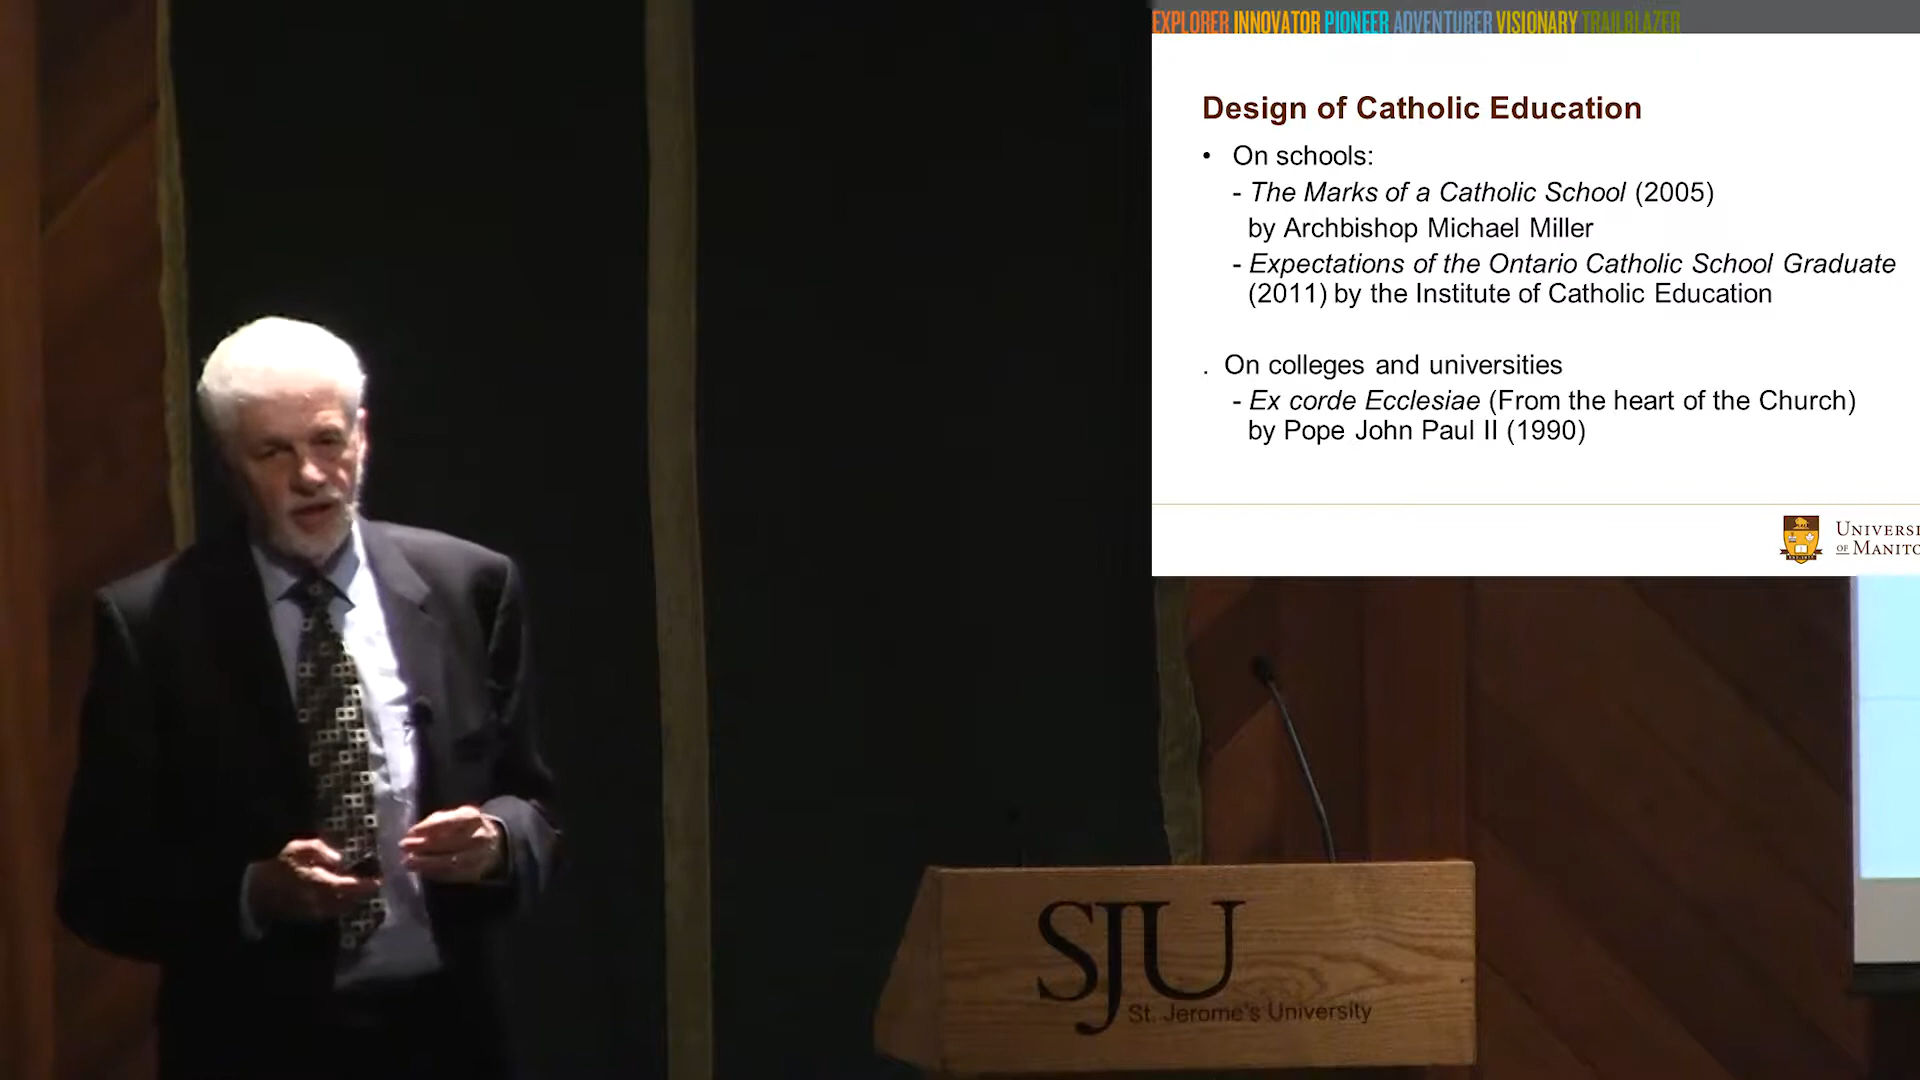 EXPLORER INNOVATOR PIONEER ADVENTURER VISIONARY TRAILBLAZER
Design of Catholic Education
• On schools:
- The Marks of a Catholic School (2005)
by Archbishop Michael Miller
- Expectations of the Ontario Catholic School Graduate
(2011) by the Institute of Catholic Education
. On colleges and universities
- Ex corde Ecclesiae (From the heart of the Church)
by Pope John Paul II (1990)
UNIVERSI
OF MANITO
SJU
St. Jerome's University